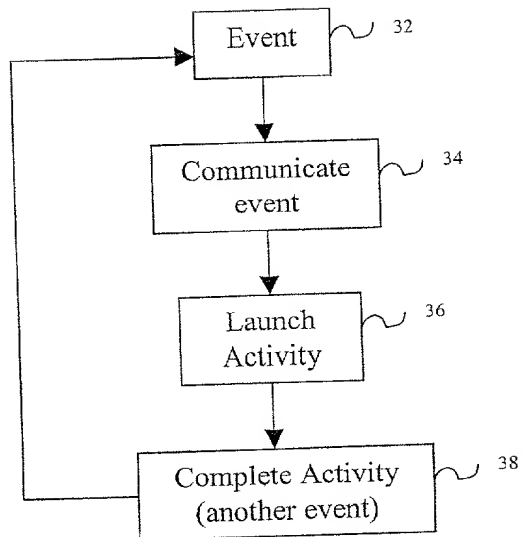 Event
32
Communicate
event
34
Launch
Activity
36
Complete Activity
(another event)
38